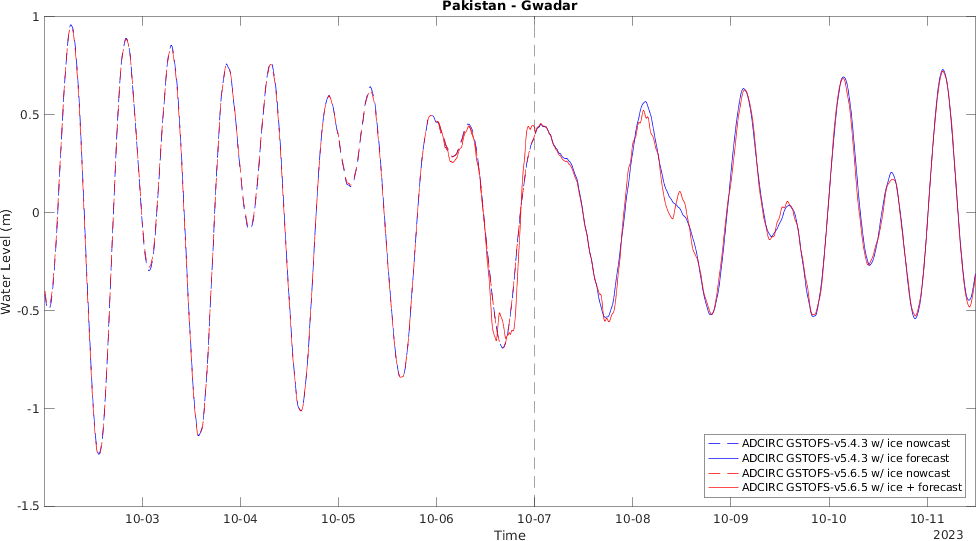 Pakistan - Gwadar
1
0.5
0
-0.5
-1
-1.5
Water Level (m)
10-03 10-04 10-05 10-06 10-07 10-08 10-09 10-10 10-11
Time
2023
ADCIRC GSTOFS-v5.4.3 w/ ice nowcast
ADCIRC GSTOFS-v5.4.3 w/ ice forecast
ADCIRC GSTOFS-v5.6.5 w/ ice nowcast
ADCIRC GSTOFS-v5.6.5 w/ ice + forecast